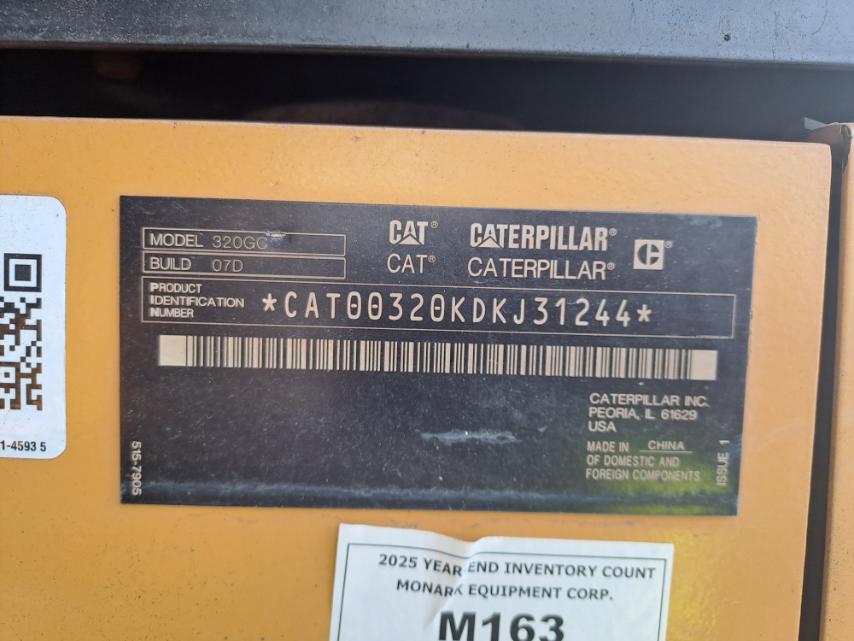 MODEL 320GC
BUILD 07D
CAT® CATERPILLAR® C®
CAT® CATERPILLAR®
PRODUCT
IDENTIFICATION
NUMBER
*CAT00320KDKJ31244*
CATERPILLAR INC.
PEORIA, IL 61629
USA
MADE IN CHINA
OF DOMESTIC AND
FOREIGN COMPONENTS
ISSUE 1
515-7905
1-4593 5
2025 YEAR END INVENTORY COUNT
MONARK EQUIPMENT CORP.
M163